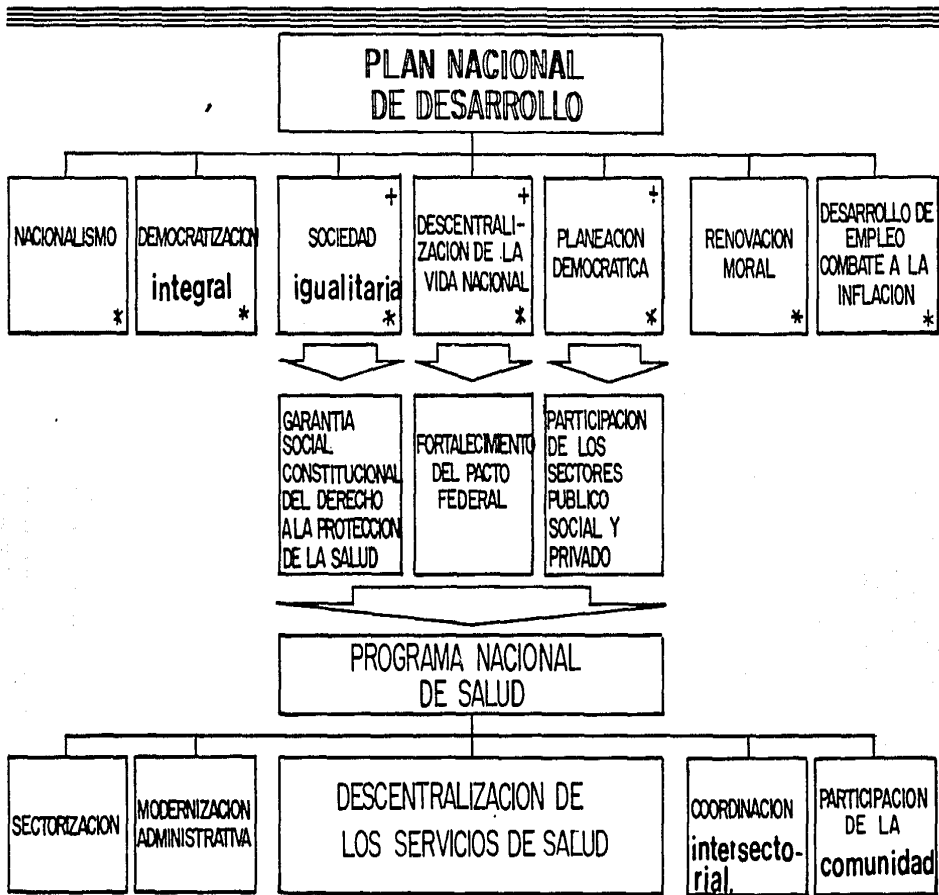 PLAN NACIONAL
DE DESARROLLO
NACIONALISMO
*
DEMOCRATIZACION
integral
*
+
SOCIEDAD
igualitaria
*
+
DESCENTRALI-
ZACION DE LA
VIDA NACIONAL
*
+
PLANEACION
DEMOCRATICA
*
RENOVACION
MORAL
*
DESARROLLO DE
EMPLEO
COMBATE A LA
INFLACION
*
GARANTIA
SOCIAL
CONSTITUCIONAL
DEL DERECHO
A LA PROTECCION
DE LA SALUD
FORTALECIMIENTO
DEL PACTO
FEDERAL
PARTICIPACION
DE LOS
SECTORES
PUBLICO
SOCIAL Y
PRIVADO
PROGRAMA NACIONAL
DE SALUD
SECTORIZACION
MODERNIZACION
ADMINISTRATIVA
DESCENTRALIZACION DE
LOS SERVICIOS DE SALUD
COORDINACION
intersecto-
rial.
PARTICIPACION
DE LA
comunidad